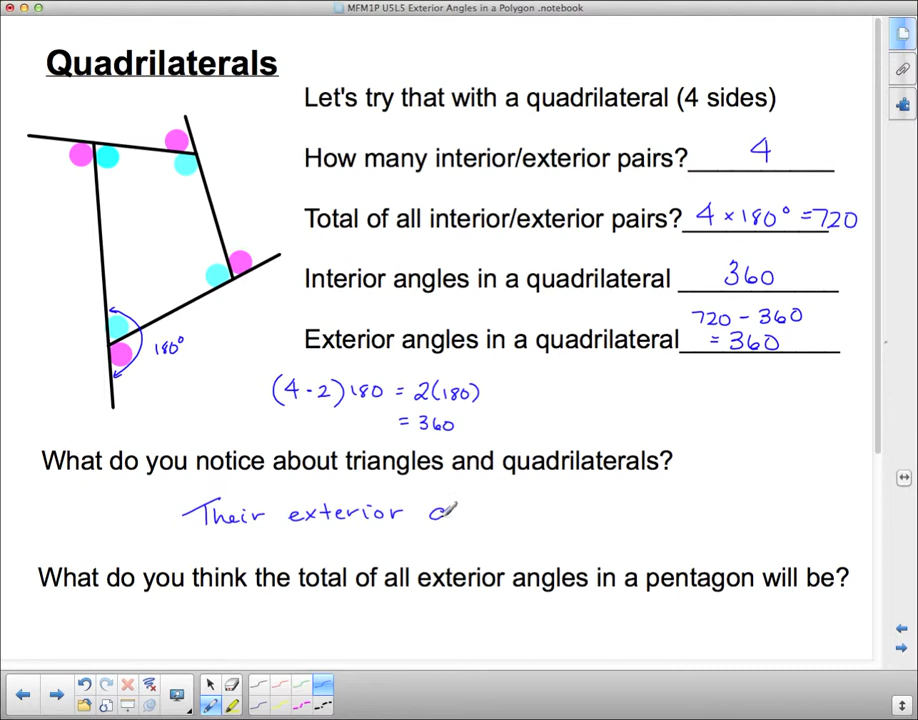 MFM1P U5L5 Exterior Angles in a Polygon .notebook
Quadrilaterals
Let's try that with a quadrilateral (4 sides)
How many interior/exterior pairs? 4
Total of all interior/exterior pairs? 4 × 180° = 720
Interior angles in a quadrilateral 360
720 - 360
Exterior angles in a quadrilateral = 360
180°
(4-2)180 = 2(180)
= 360
What do you notice about triangles and quadrilaterals?
Their exterior a
What do you think the total of all exterior angles in a pentagon will be?